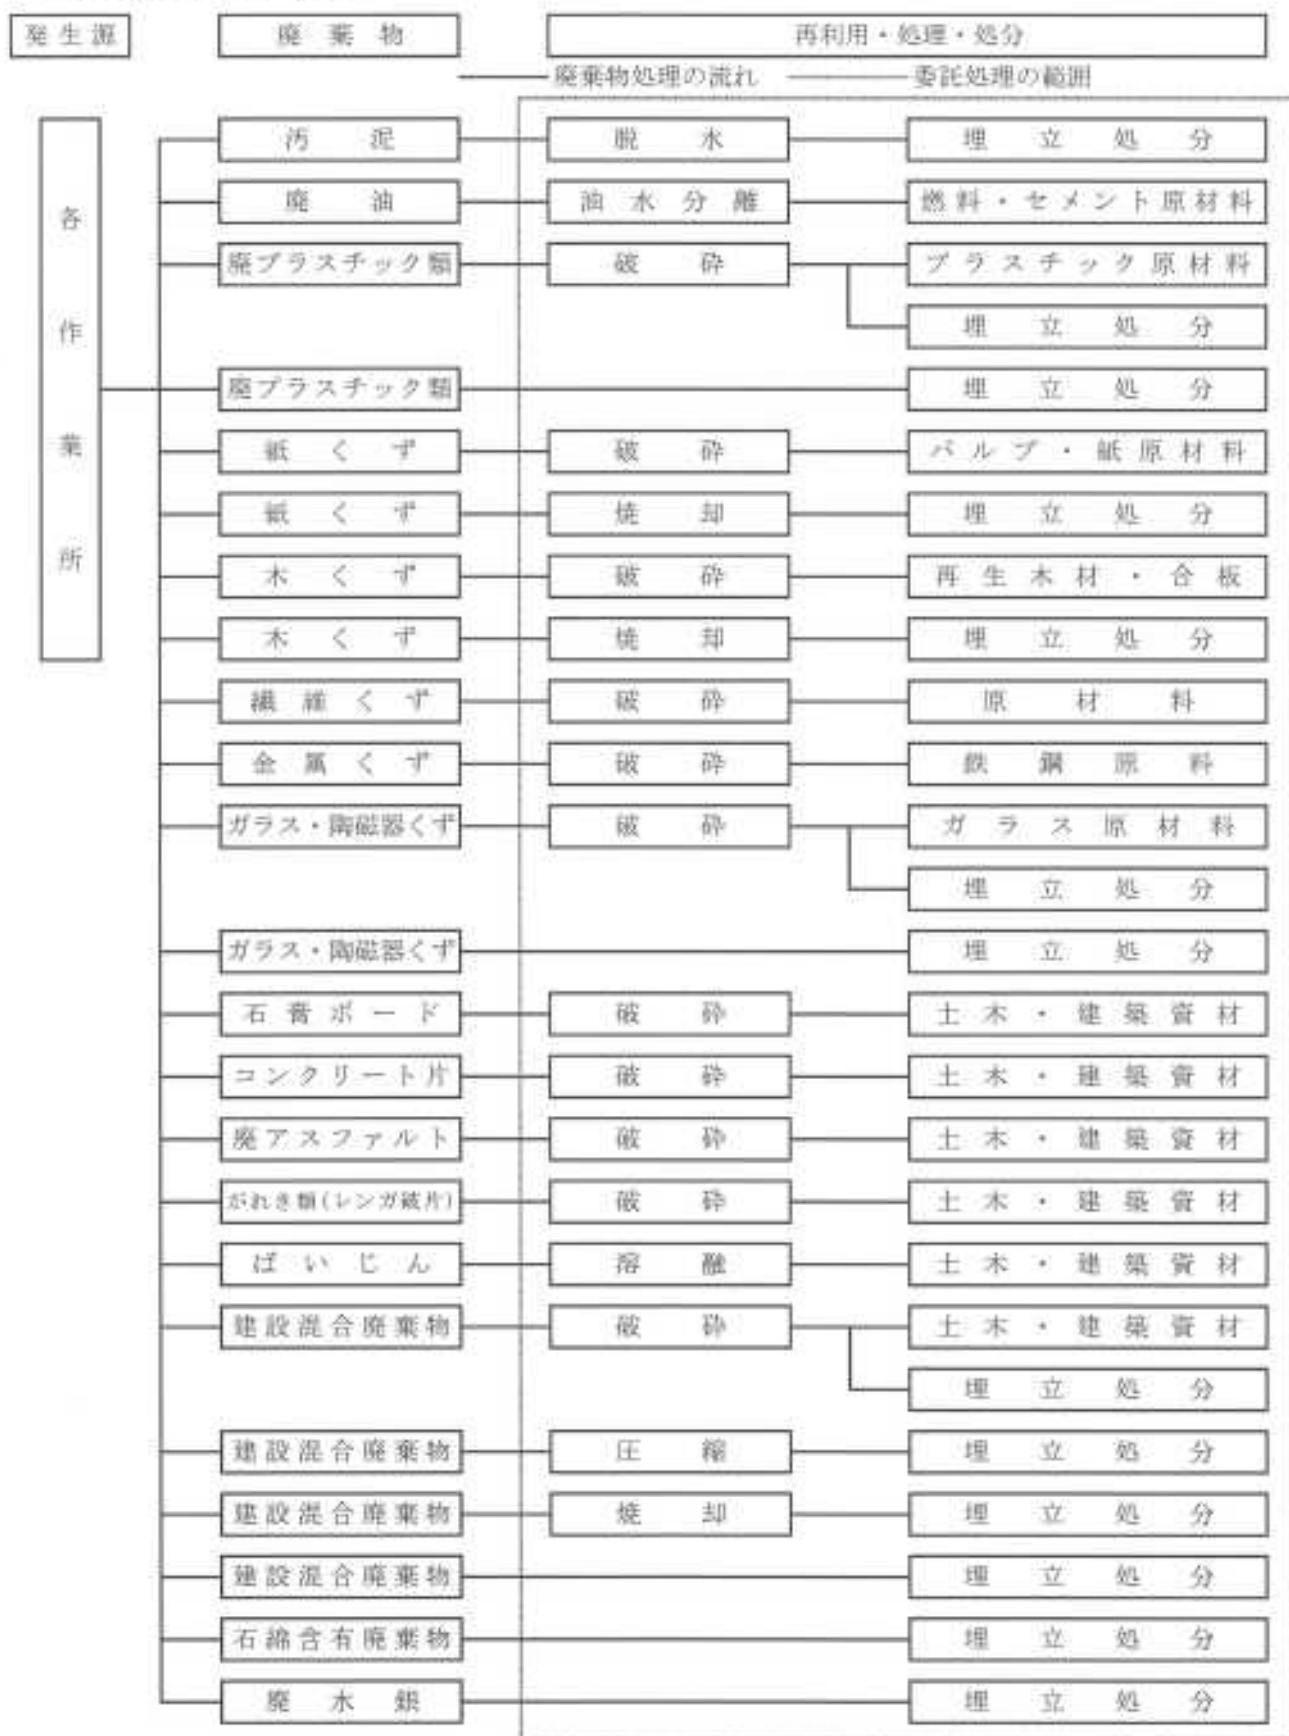 発生源 廃棄物 再利用・処理・処分
廃棄物処理の流れ 委託処理の範囲
各作業所
汚泥 脱水 埋立処分
廃油 油水分離 燃料・セメント原材料
廃プラスチック類 破砕 プラスチック原材料
埋立処分
廃プラスチック類 埋立処分
紙くず 破砕 パルプ・紙原材料
紙くず 焼却 埋立処分
木くず 破砕 再生木材・合板
木くず 焼却 埋立処分
繊維くず 破砕 原材料
金属くず 破砕 鉄鋼原料
ガラス・陶磁器くず 破砕 ガラス原材料
埋立処分
ガラス・陶磁器くず 埋立処分
石膏ボード 破砕 土木・建築資材
コンクリート片 破砕 土木・建築資材
廃アスファルト 破砕 土木・建築資材
がれき類(レンガ破片) 破砕 土木・建築資材
ばいじん 溶融 土木・建築資材
建設混合廃棄物 破砕 土木・建築資材
埋立処分
建設混合廃棄物 圧縮 埋立処分
建設混合廃棄物 焼却 埋立処分
建設混合廃棄物 埋立処分
石綿含有廃棄物 埋立処分
廃水銀 埋立処分